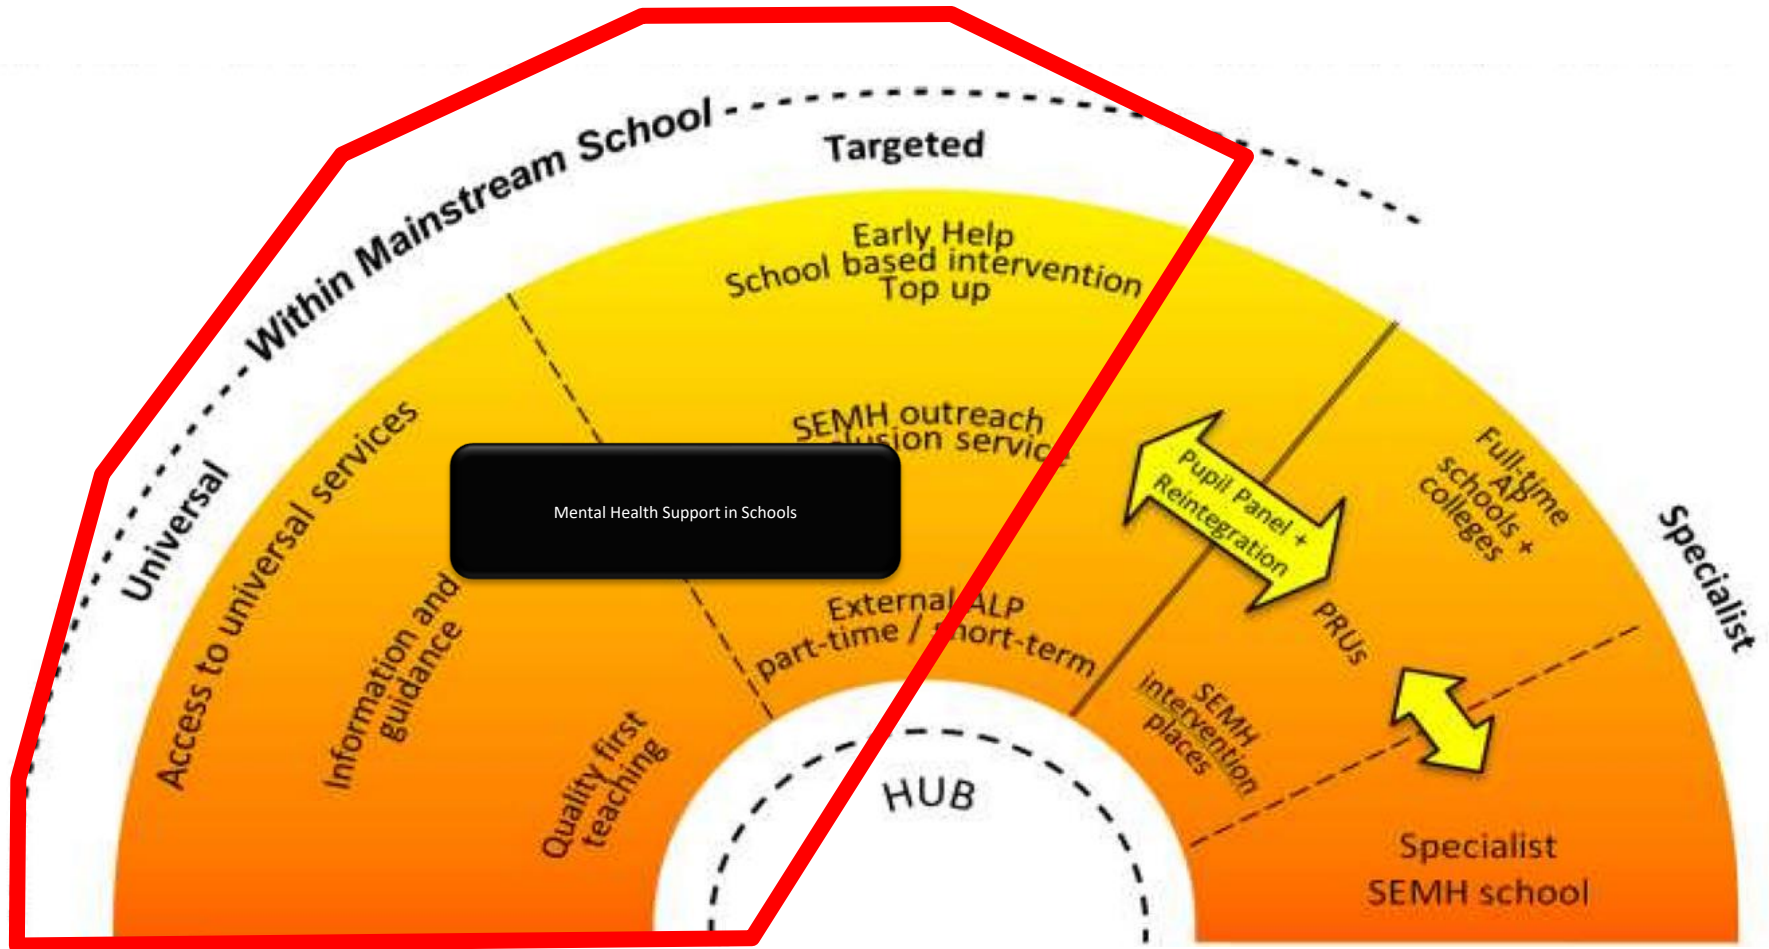 Within Mainstream School
Targeted
Universal
Specialist
Early Help
School based intervention
Top up
SEMH outreach
service
Mental Health Support in Schools
External ALP
part-time / short-term
Access to universal services
Information and
guidance
Quality first
teaching
HUB
Pupil Panel +
Reintegration
Full-time
AP
schools +
colleges
PRUs
SEMH
intervention
places
Specialist
SEMH school